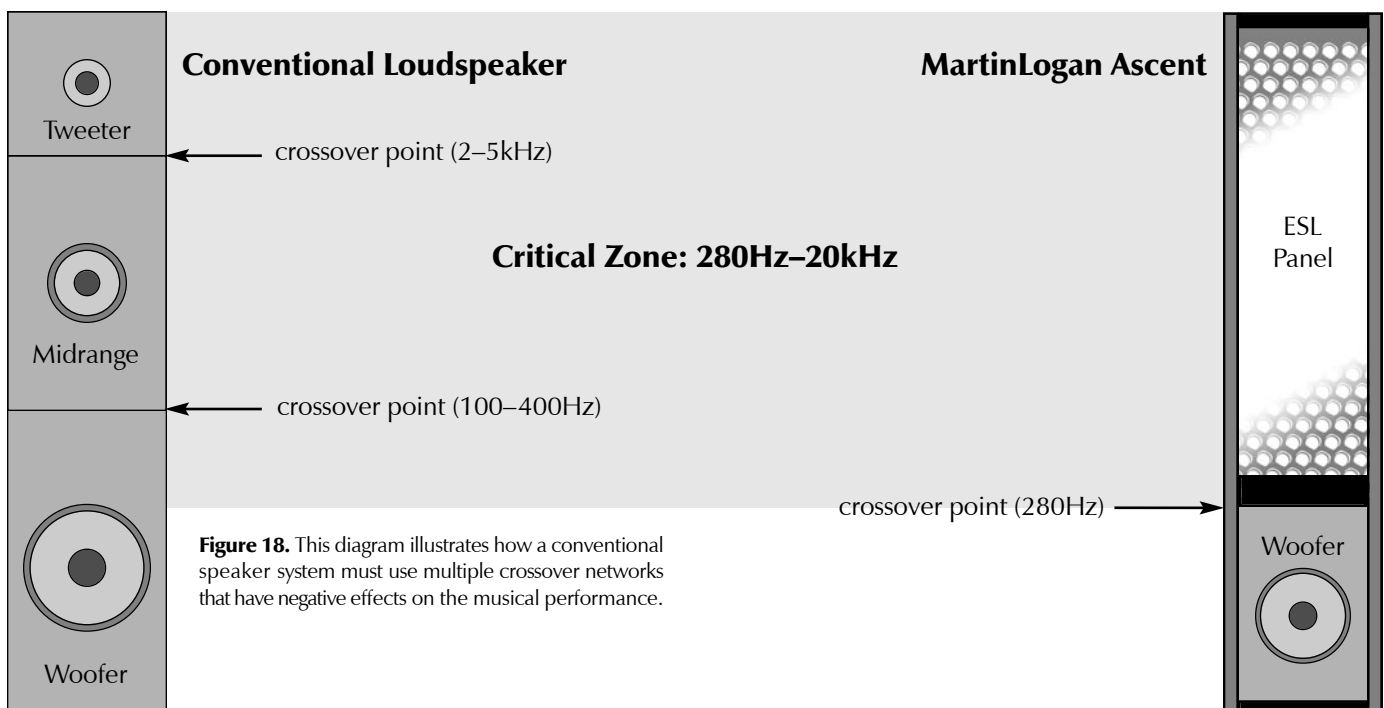 Conventional Loudspeaker
MartinLogan Ascent
Tweeter
crossover point (2–5kHz)
ESL
Panel
Critical Zone: 280Hz–20kHz
Midrange
crossover point (100–400Hz)
crossover point (280Hz)
Figure 18. This diagram illustrates how a conventional
speaker system must use multiple crossover networks
that have negative effects on the musical performance.
Woofer
Woofer